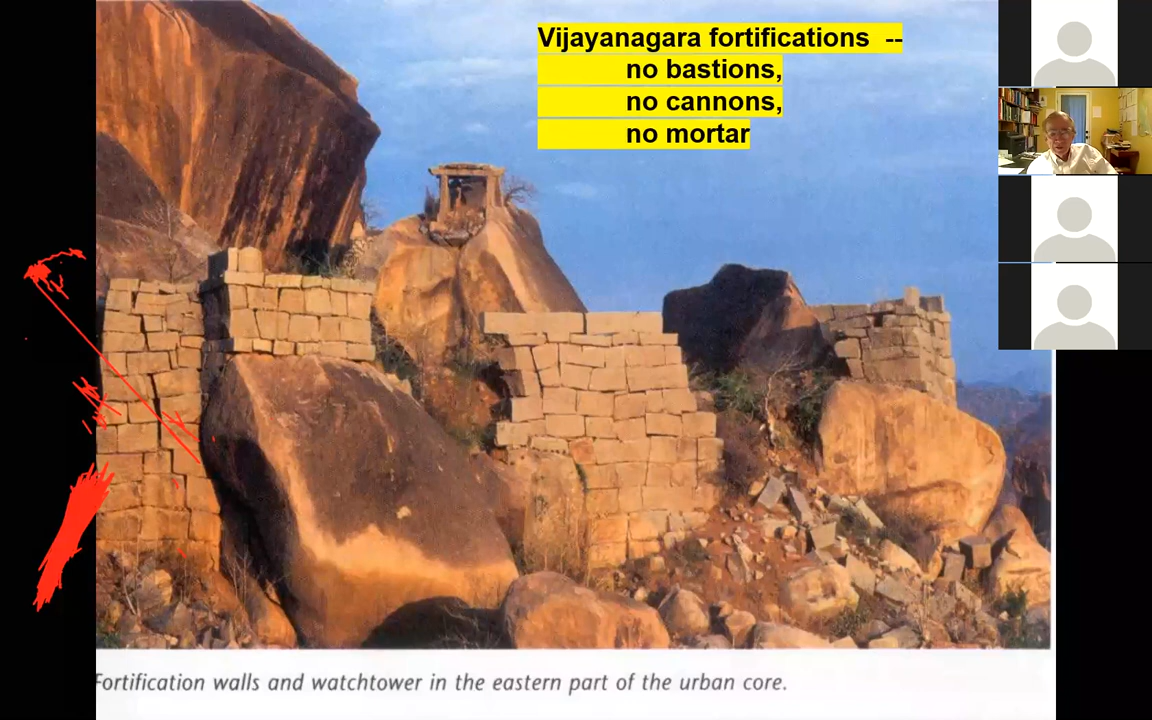 Vijayanagara fortifications --
no bastions,
no cannons,
no mortar
Fortification walls and watchtower in the eastern part of the urban core.